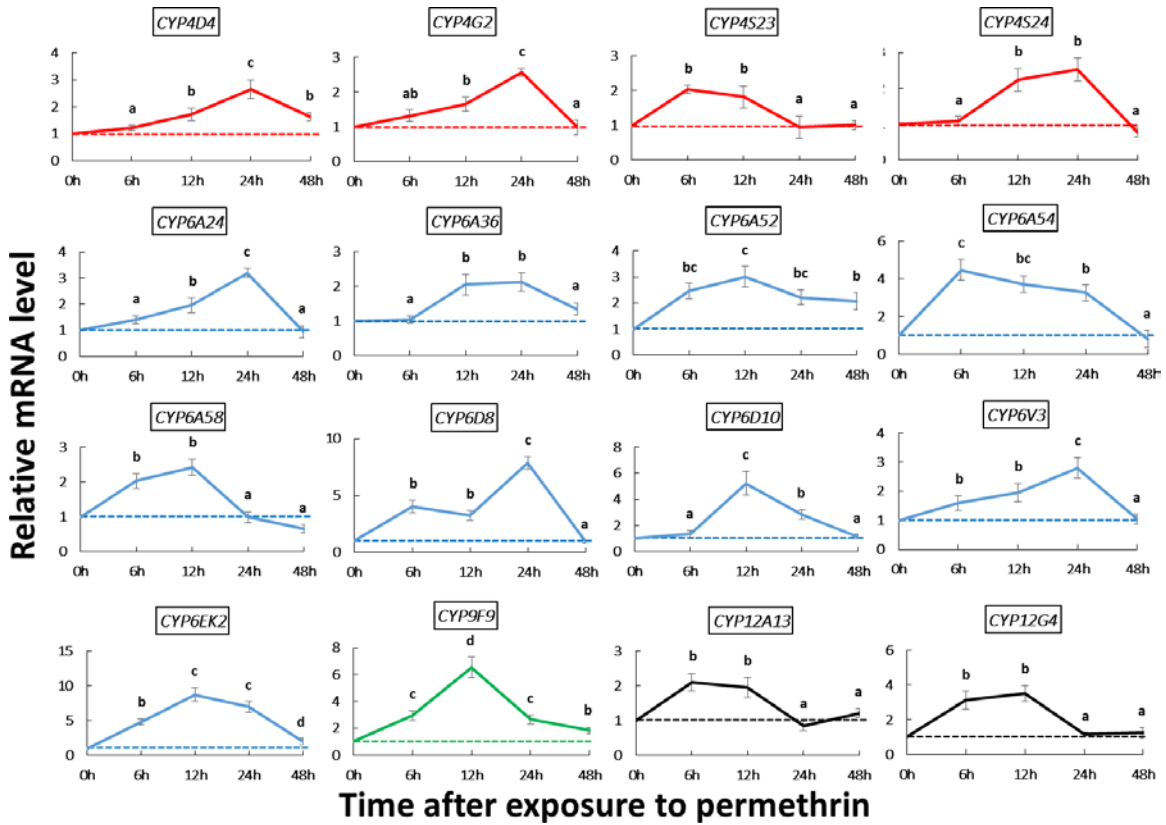 CYP4D4 CYP4G2 CYP4S23 CYP4S24
4 3 3
3 c c
2 b b b b b b
a ab a a a a
1 2 1 2 1
0 0 0
0h 6h 12h 24h 48h 0h 6h 12h 24h 48h 0h 6h 12h 24h 48h 0h 6h 12h 24h 48h
CYP6A24 CYP6A36 CYP6A52 CYP6A54
4 3 4 6
c b b bc c bc b c bc b
3 2 3 4
2 a b a a a a
1 1 2 1 2
0 0 0 0
0h 6h 12h 24h 48h 0h 6h 12h 24h 48h 0h 6h 12h 24h 48h 0h 6h 12h 24h 48h
CYP6A58 CYP6D8 CYP6D10 CYP6V3
3 10 8 4
b b c c c
2 b b 6 b 3 b b
a a 5 a a 4 a 2 a
1 2 1
0 0 0 0
0h 6h 12h 24h 48h 0h 6h 12h 24h 48h 0h 6h 12h 24h 48h 0h 6h 12h 24h 48h
CYP6EK2 CYP9F9 CYP12A13 CYP12G4
15 8 3 6
c c d b b b b
10 b 6 c c 2 4
d b a a a a
5 4 2 1 2
0 0 0 0
0h 6h 12h 24h 48h 0h 6h 12h 24h 48h 0h 6h 12h 24h 48h 0h 6h 12h 24h 48h
Relative mRNA level
Time after exposure to permethrin